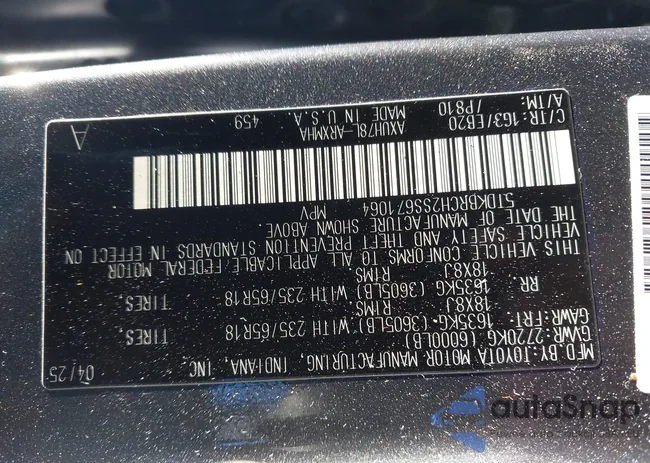 MFD.BY:TOYOTA MOTOR MANUFACTURING, INDIANA, INC. 04/25
GVWR:2720KG (6000LB)
GAWR:FRT: 1635KG (3605LB) WITH 235/65R18 TIRES,
18X8J RIMS
RR 1635KG (3605LB) WITH 235/65R18 TIRES,
18X8J RIMS
THIS VEHICLE CONFORMS TO ALL APPLICABLE FEDERAL MOTOR
VEHICLE SAFETY AND THEFT PREVENTION STANDARDS IN EFFECT ON
THE DATE OF MANUFACTURE SHOWN ABOVE.
5TDKBRCH2SS671064 MPV
AXUH78L-ARXMHA
C/TR: 1G3/EB20 MADE IN U.S.A. A
A/TM: /P810 459
autoSnap